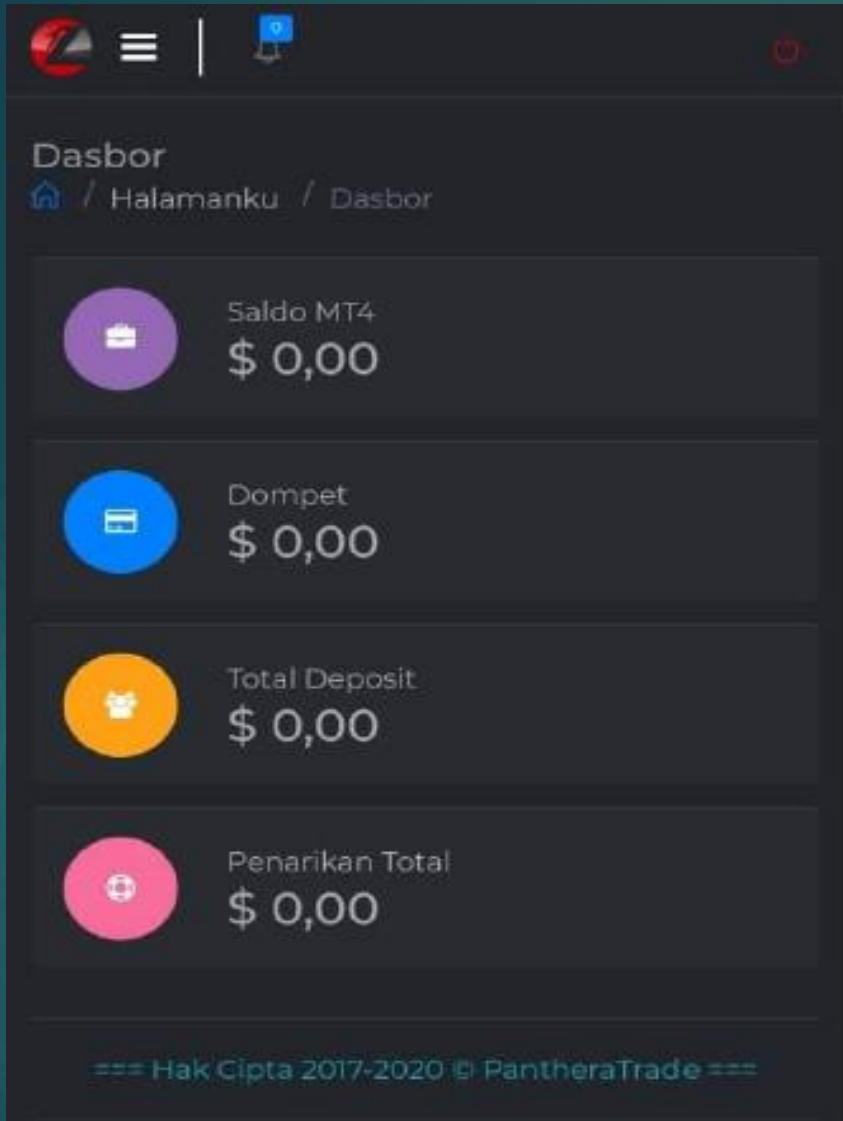 0
Dasbor
/ Halamanku / Dasbor
Saldo MT4
$ 0,00
Dompet
$ 0,00
Total Deposit
$ 0,00
Penarikan Total
$ 0,00
=== Hak Cipta 2017-2020 © PantheraTrade ===